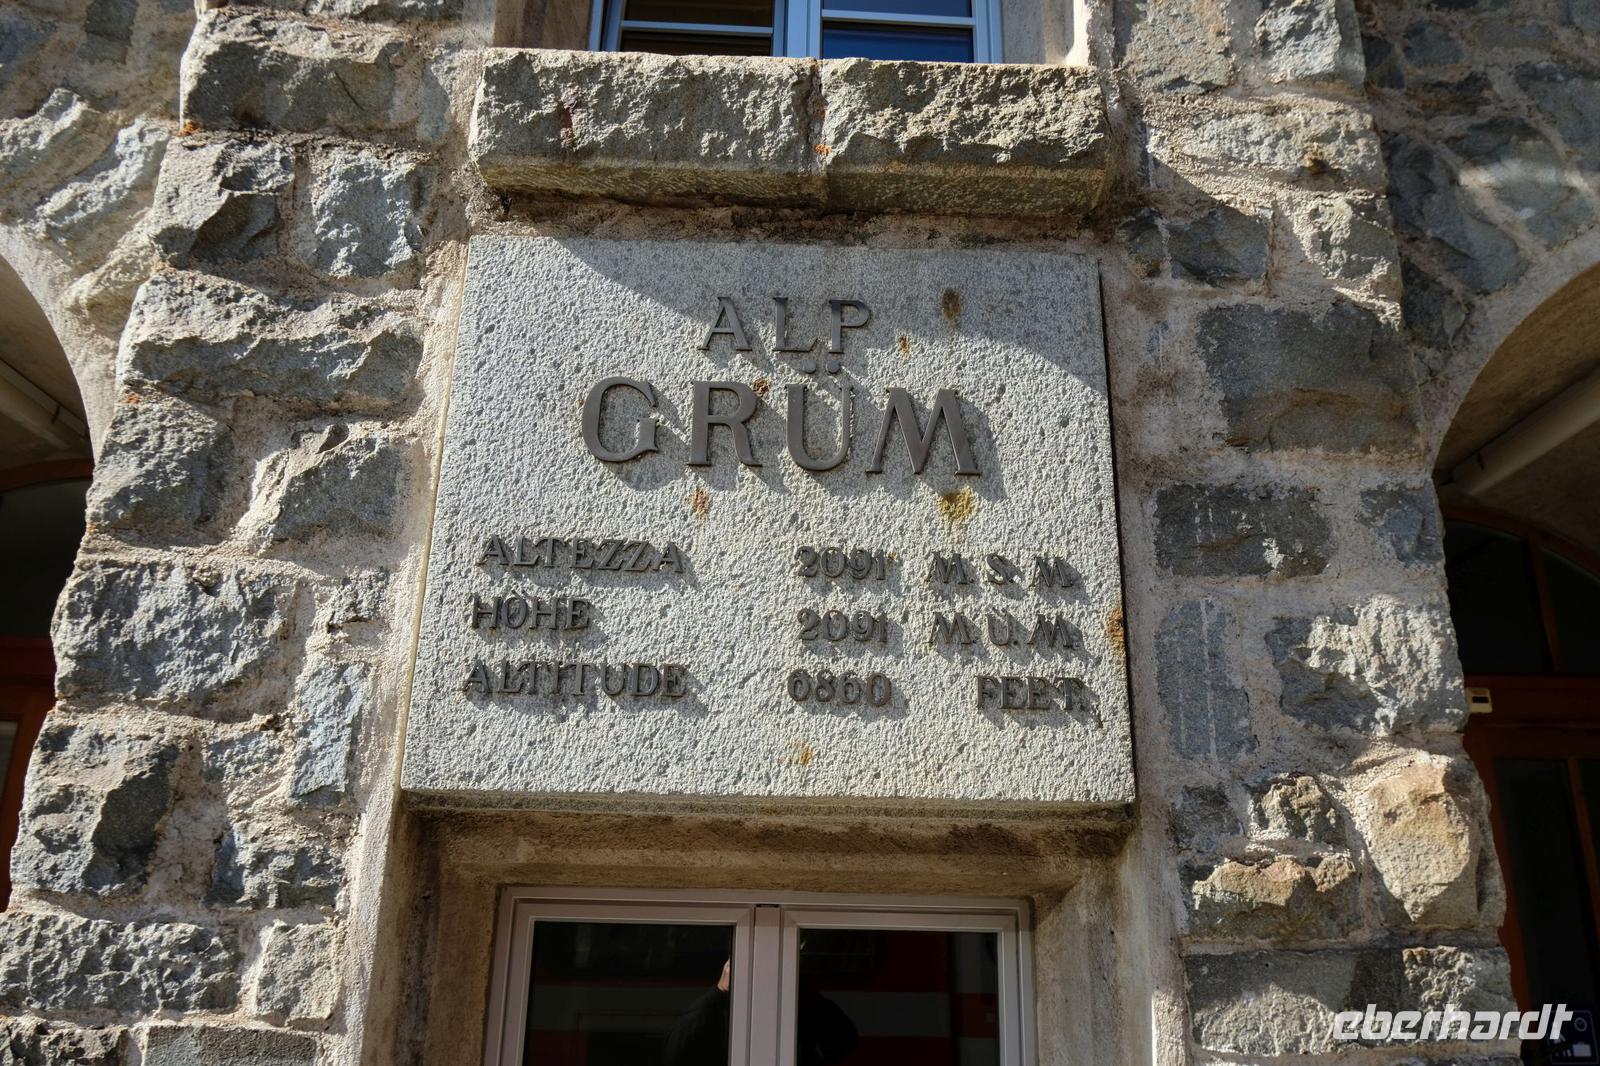 ALP
GRÜM
ALTEZZA 2091 M. S. M.
HÖHE 2091 M. Ü. M.
ALTITUDE 6860 FEET.
eberhardt